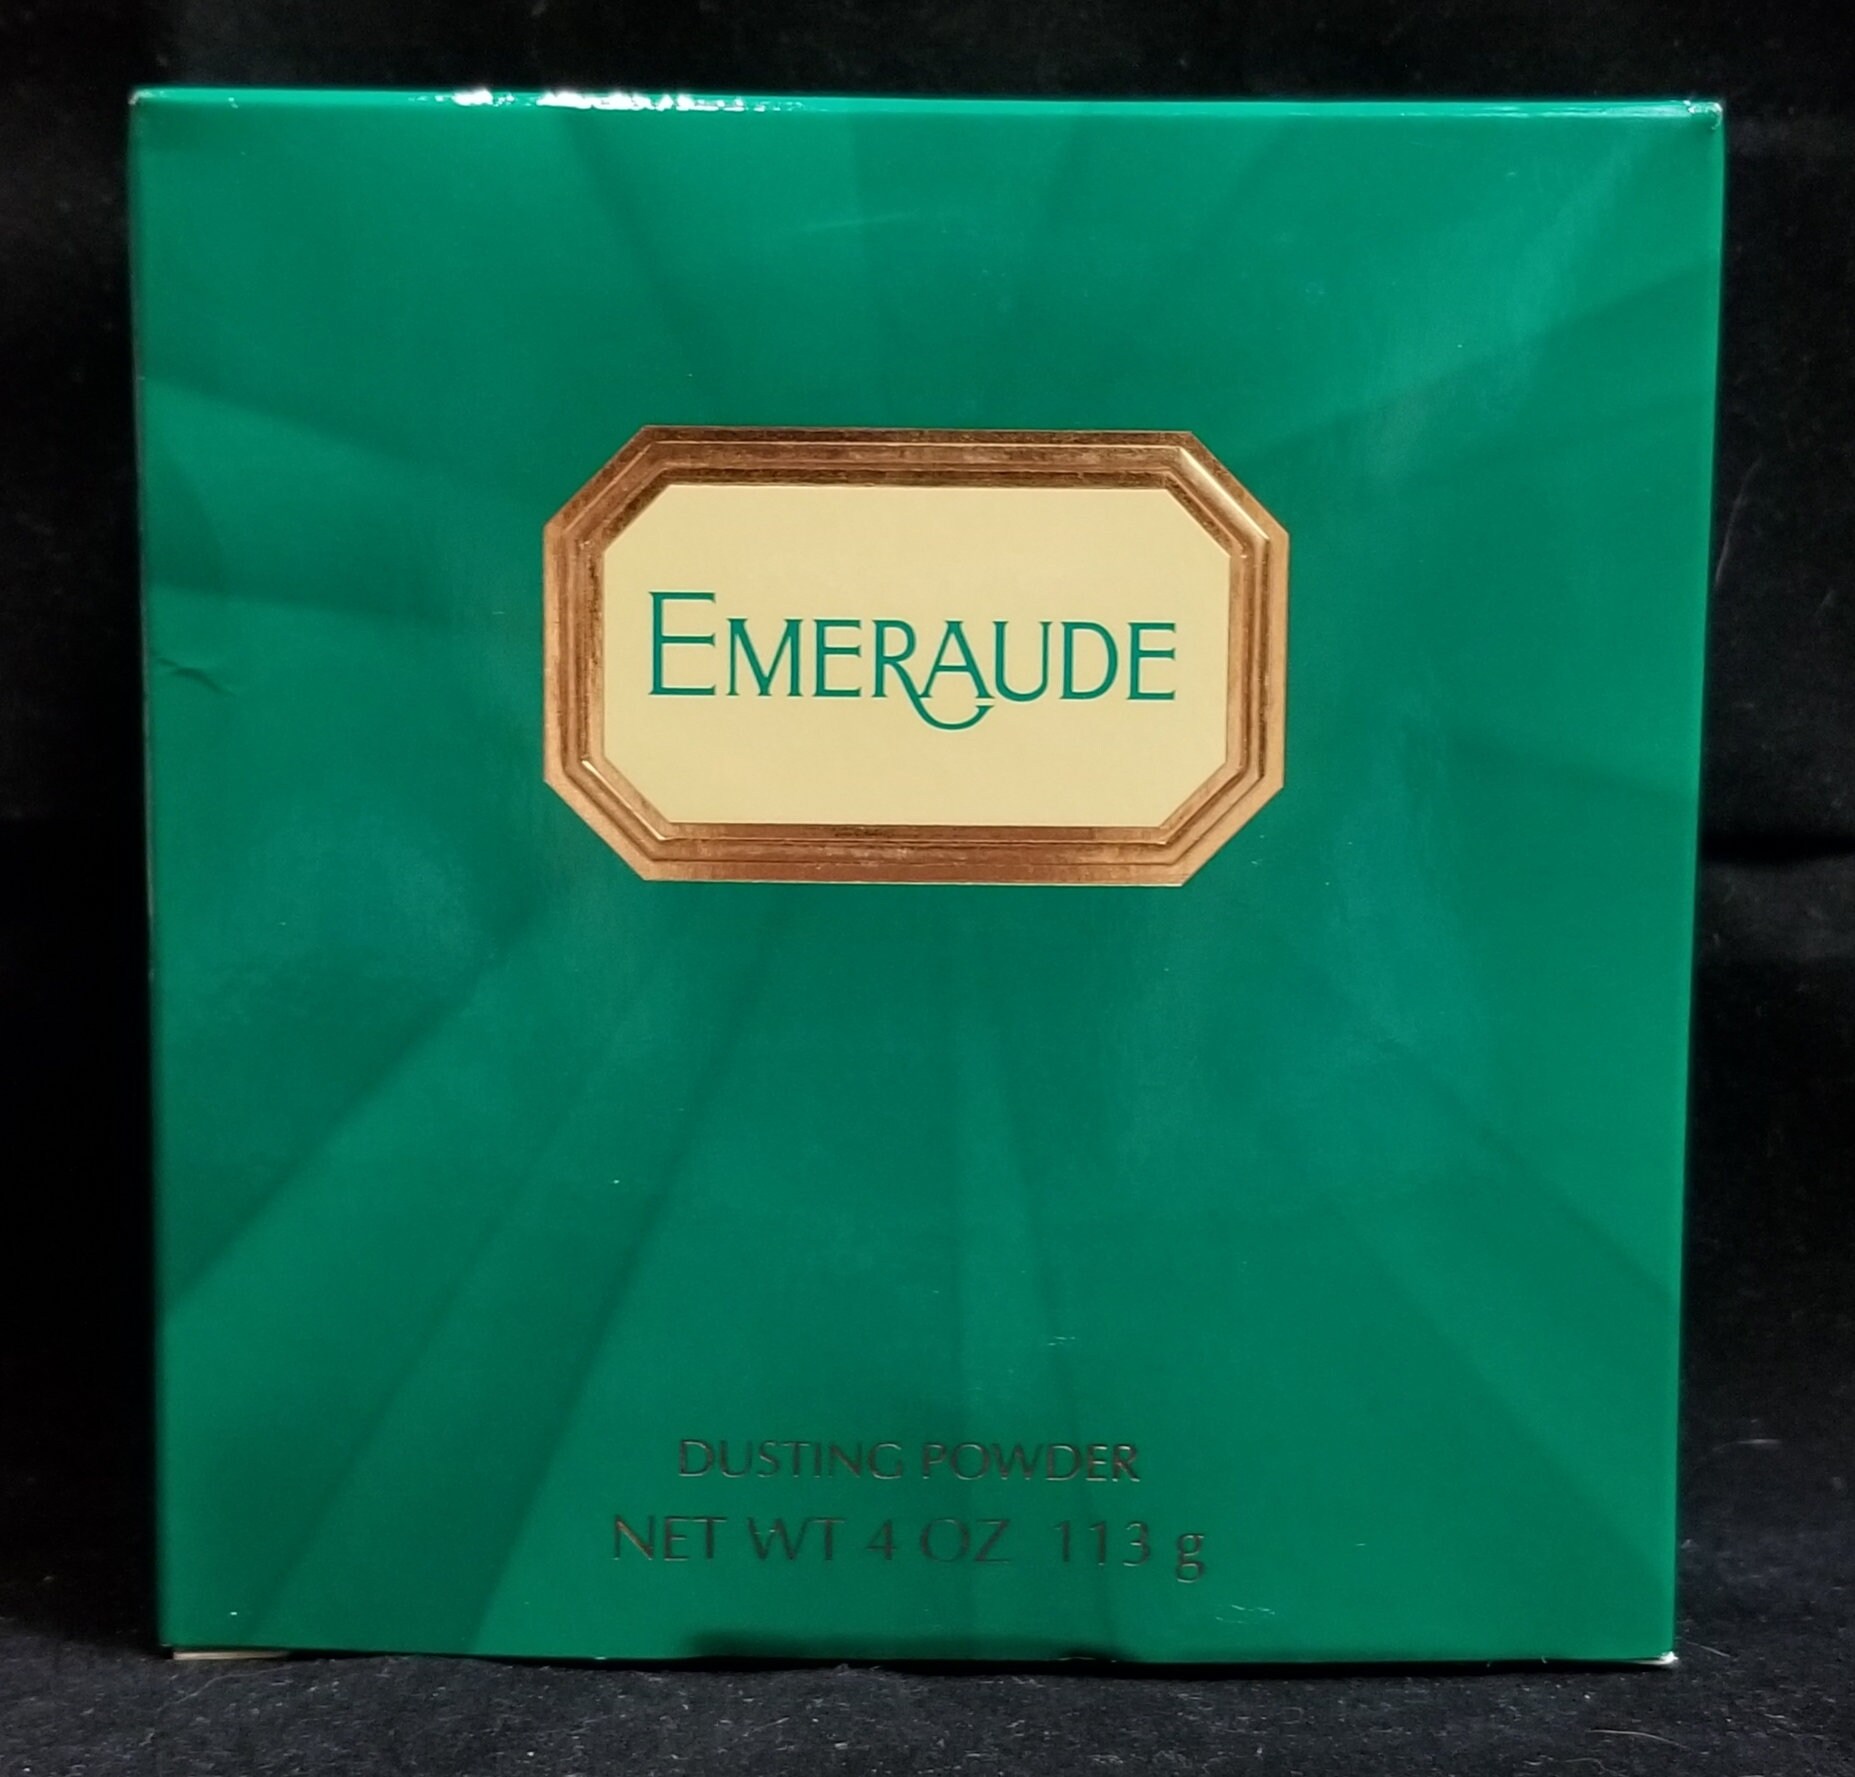 EMERAUDE
DUSTING POWDER
NET WT 4 OZ 113 g